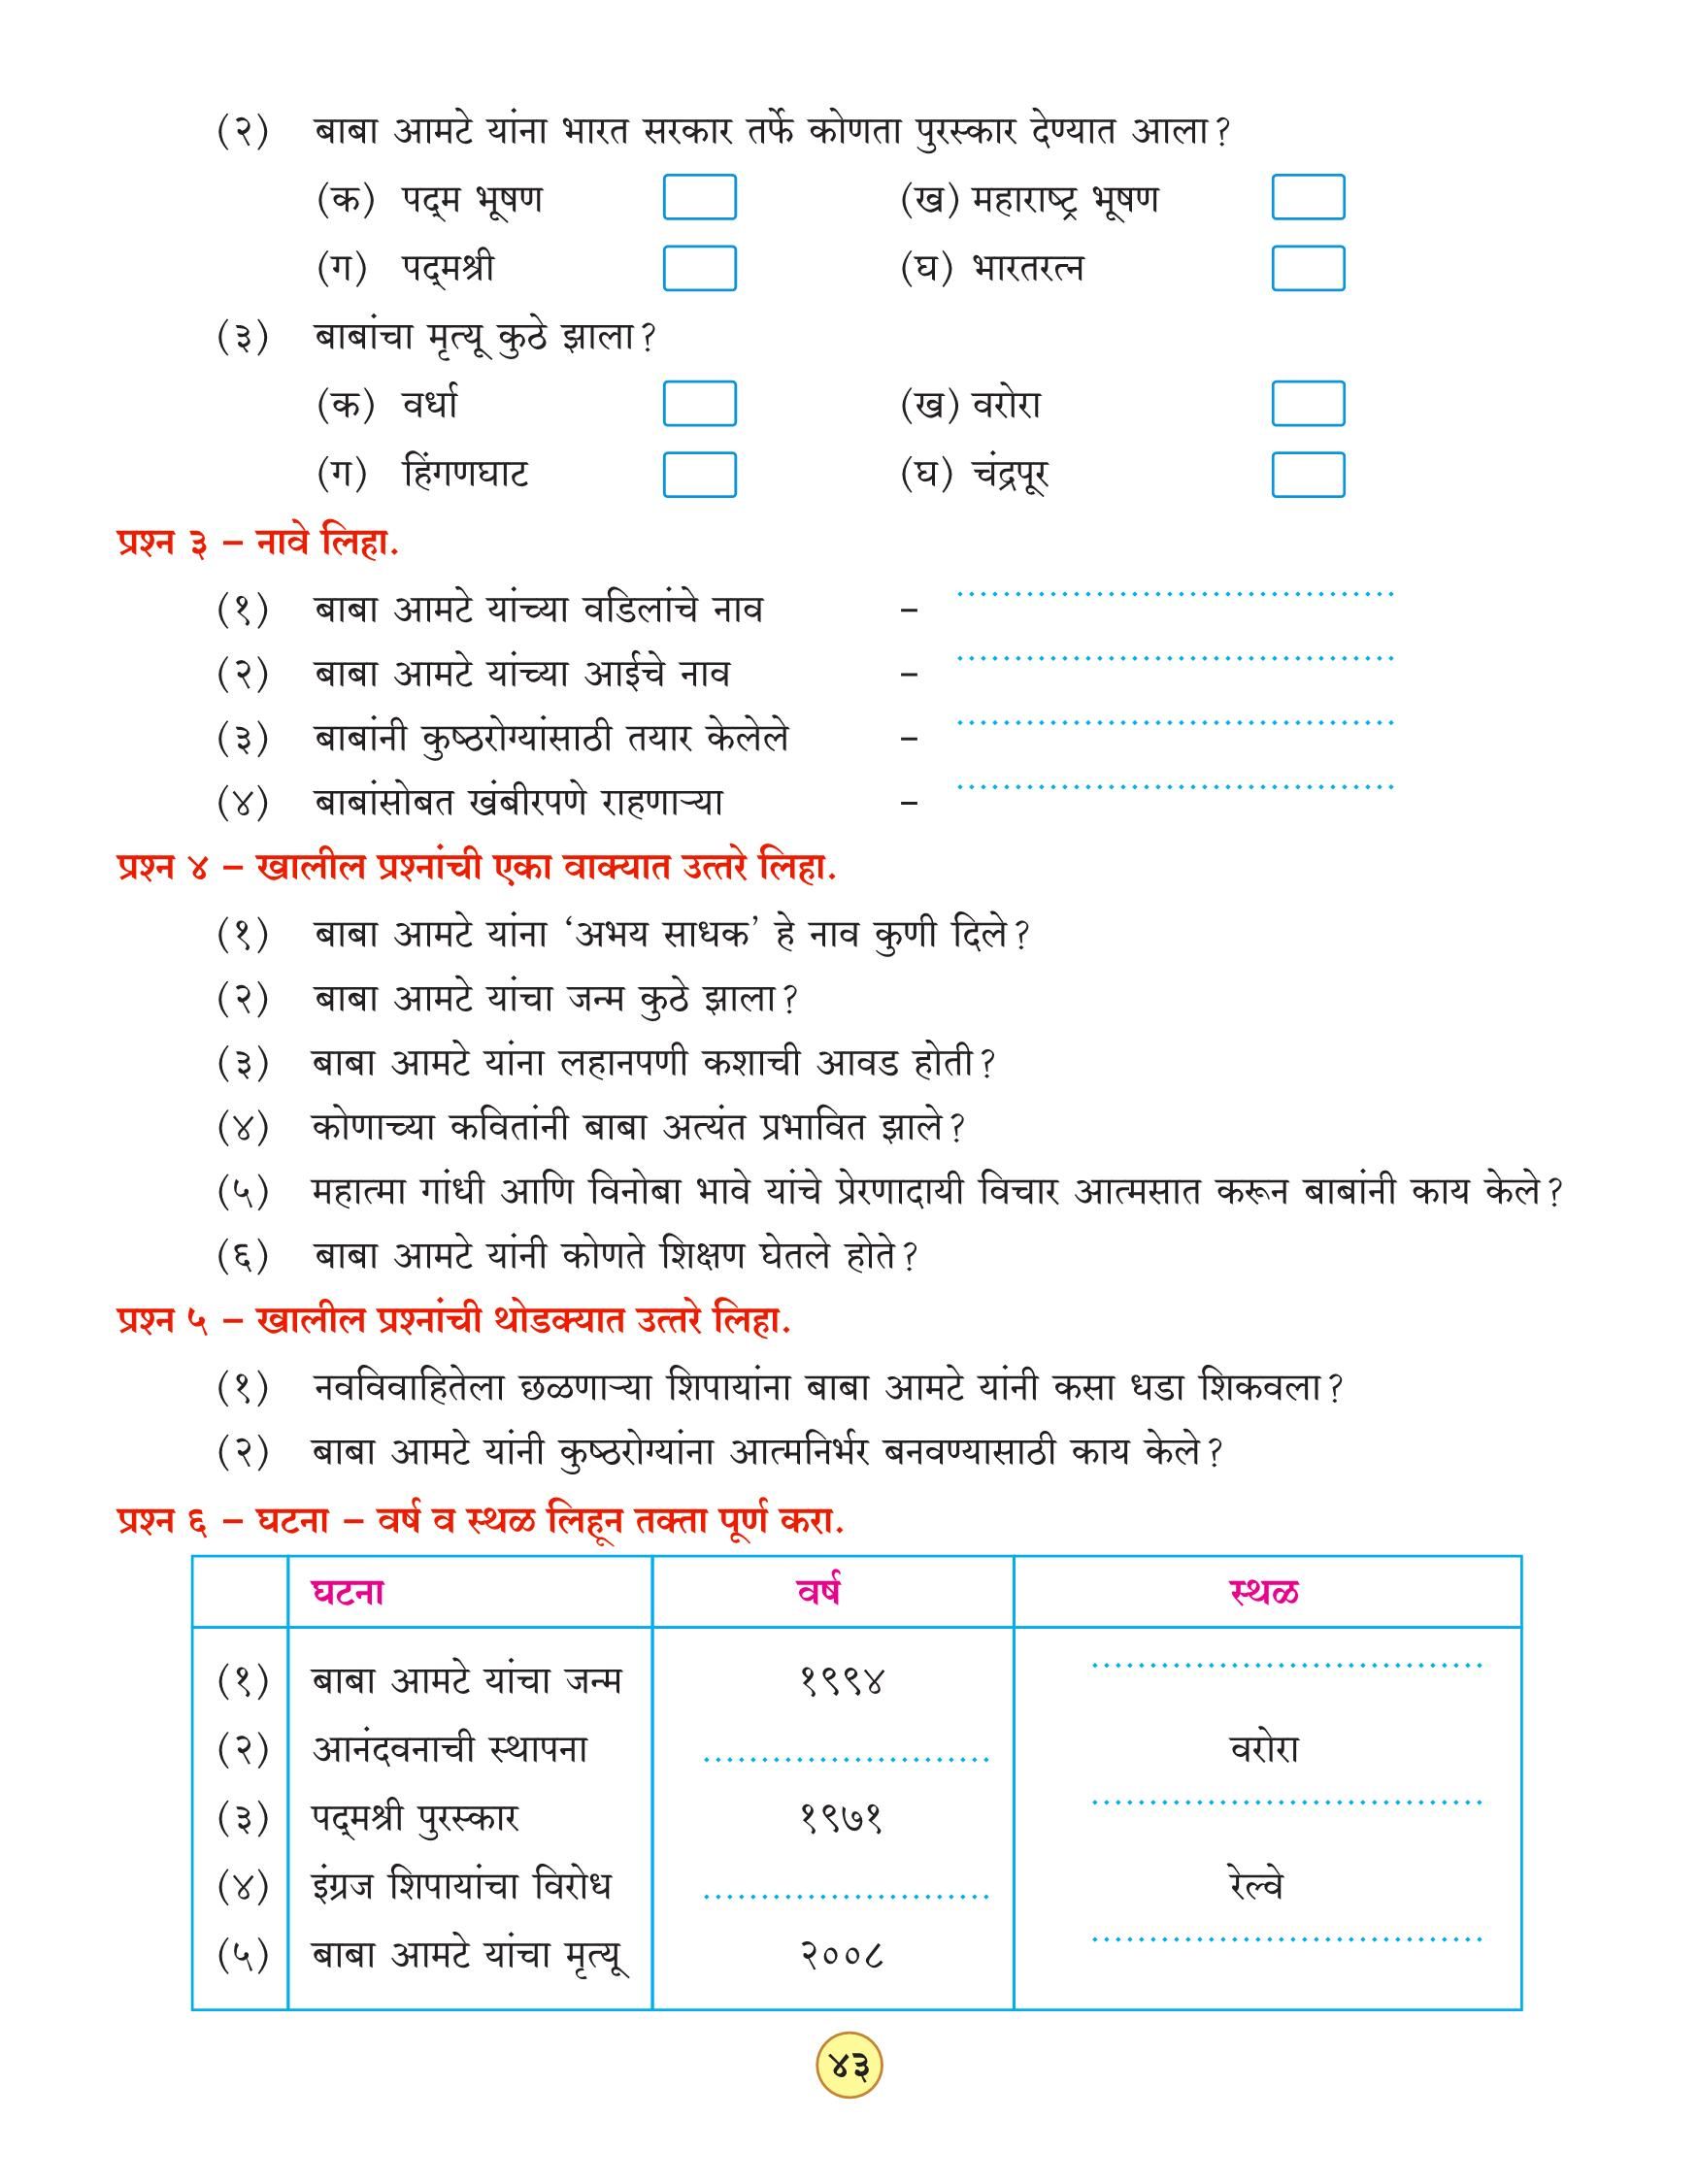 (२) बाबा आमटे यांना भारत सरकार तर्फे कोणता पुरस्कार देण्यात आला?
(क) पद्‌म भूषण (ख) महाराष्ट्र भूषण
(ग) पद्‌मश्री (घ) भारतरत्न
(३) बाबांचा मृत्यू कुठे झाला?
(क) वर्धा (ख) वरोरा
(ग) हिंगणघाट (घ) चंद्रपूर
प्रश्न ३ – नावे लिहा.
(१) बाबा आमटे यांच्या वडिलांचे नाव – ......................................
(२) बाबा आमटे यांच्या आईचे नाव – ......................................
(३) बाबांनी कुष्ठरोग्यांसाठी तयार केलेले – ......................................
(४) बाबांसोबत खंबीरपणे राहणाऱ्या – ......................................
प्रश्न ४ – खालील प्रश्नांची एका वाक्यात उत्तरे लिहा.
(१) बाबा आमटे यांना ‘अभय साधक’ हे नाव कुणी दिले?
(२) बाबा आमटे यांचा जन्म कुठे झाला?
(३) बाबा आमटे यांना लहानपणी कशाची आवड होती?
(४) कोणाच्या कवितांनी बाबा अत्यंत प्रभावित झाले?
(५) महात्मा गांधी आणि विनोबा भावे यांचे प्रेरणादायी विचार आत्मसात करून बाबांनी काय केले?
(६) बाबा आमटे यांनी कोणते शिक्षण घेतले होते?
प्रश्न ५ – खालील प्रश्नांची थोडक्यात उत्तरे लिहा.
(१) नवविवाहितेला छळणाऱ्या शिपायांना बाबा आमटे यांनी कसा धडा शिकवला?
(२) बाबा आमटे यांनी कुष्ठरोग्यांना आत्मनिर्भर बनवण्यासाठी काय केले?
प्रश्न ६ – घटना – वर्ष व स्थळ लिहून तक्ता पूर्ण करा.
घटना वर्ष स्थळ
(१) बाबा आमटे यांचा जन्म १९९४ ..................................
(२) आनंदवनाची स्थापना ......................... वरोरा
(३) पद्‌मश्री पुरस्कार १९७१ ..................................
(४) इंग्रज शिपायांचा विरोध ......................... रेल्वे
(५) बाबा आमटे यांचा मृत्यू २००८ ..................................
४३